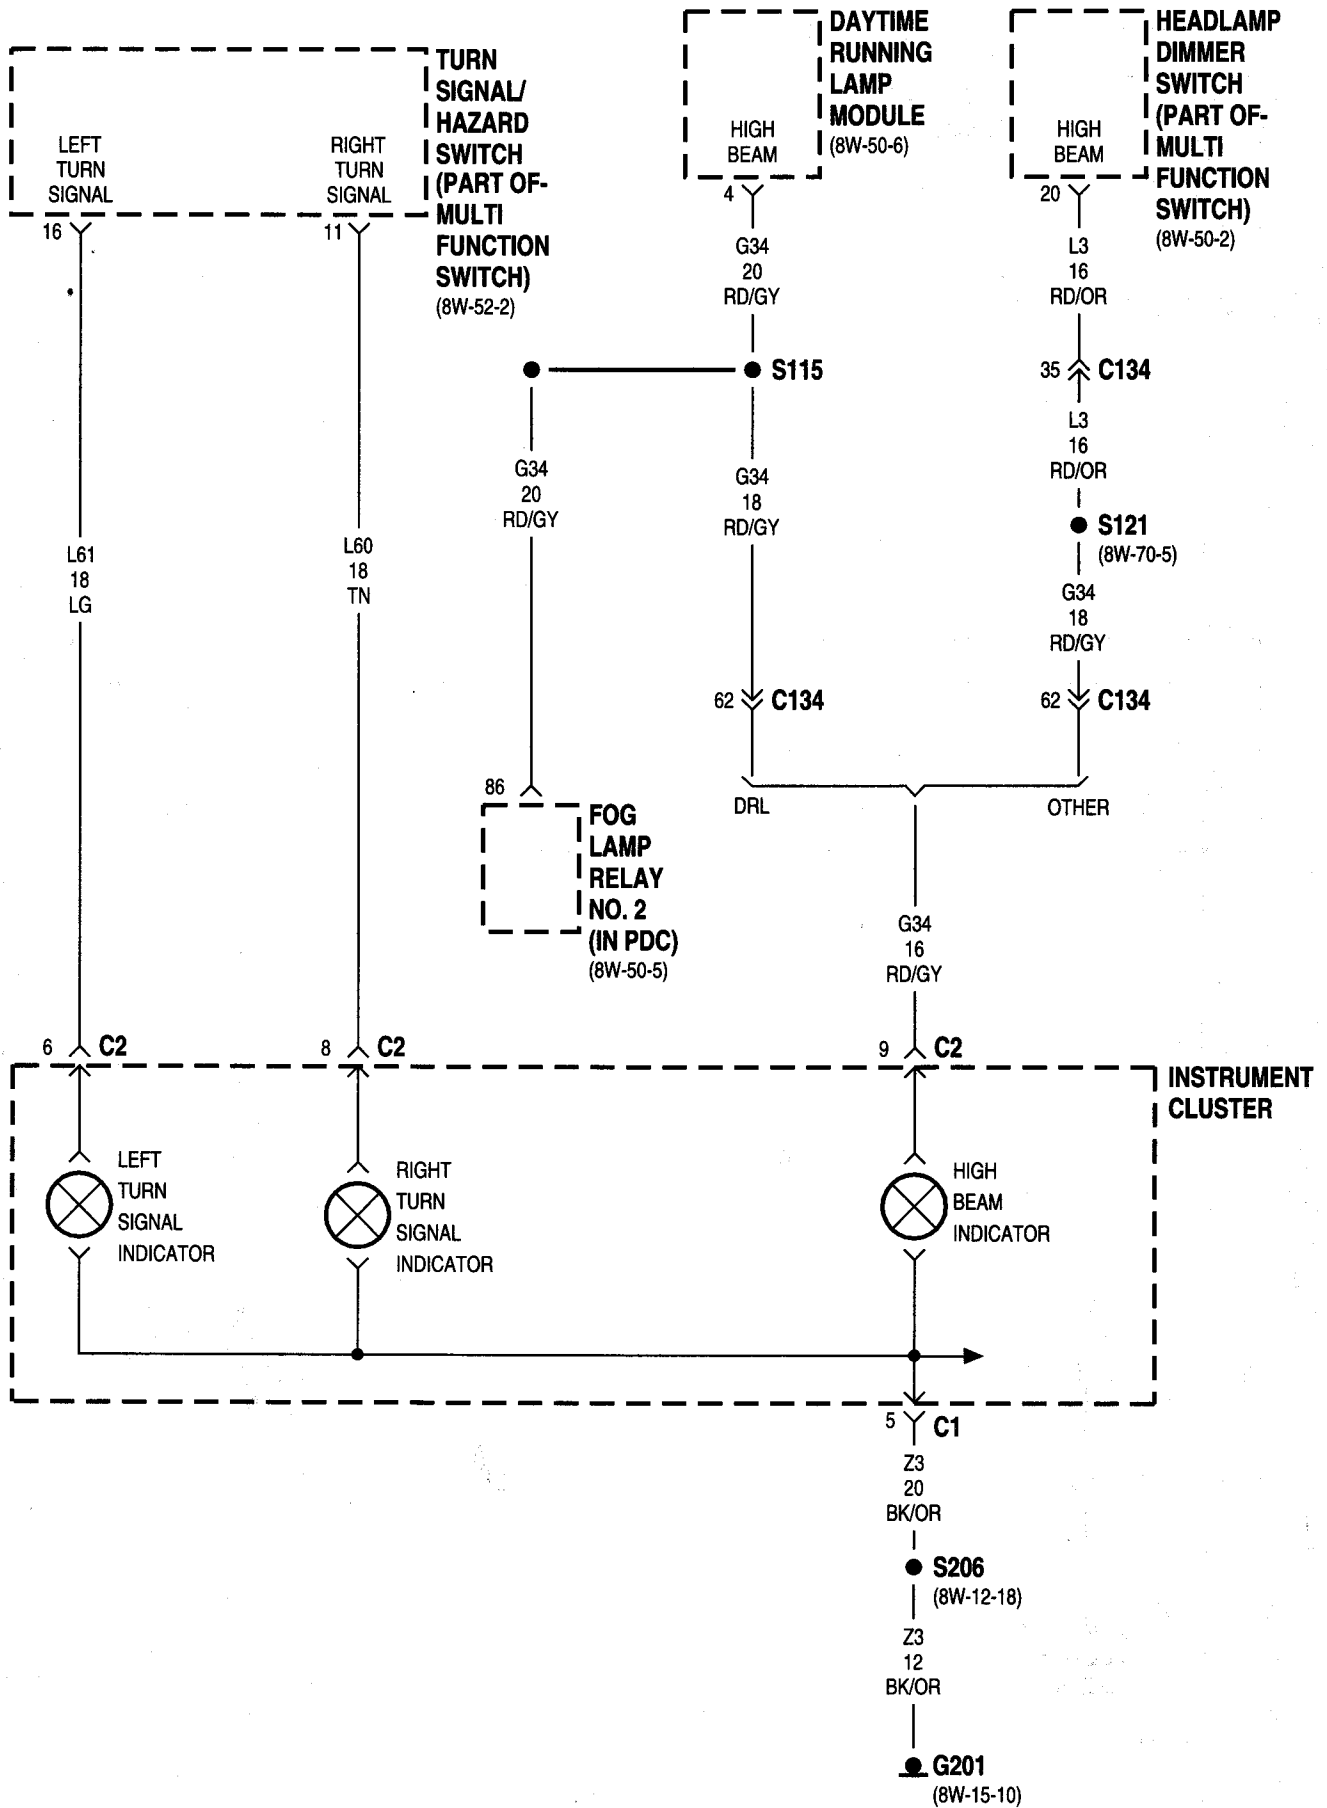 TURN
SIGNAL/
HAZARD
SWITCH
(PART OF-
MULTI
FUNCTION
SWITCH)
(8W-52-2)
LEFT
TURN
SIGNAL
16
RIGHT
TURN
SIGNAL
11
DAYTIME
RUNNING
LAMP
MODULE
(8W-50-6)
HIGH
BEAM
4
HEADLAMP
DIMMER
SWITCH
(PART OF-
MULTI
FUNCTION
SWITCH)
(8W-50-2)
HIGH
BEAM
20
G34
20
RD/GY
L3
16
RD/OR
S115
35 C134
L3
16
RD/OR
G34
20
RD/GY
G34
18
RD/GY
S121
(8W-70-5)
L61
18
LG
L60
18
TN
G34
18
RD/GY
62 C134
62 C134
86
DRL
OTHER
FOG
LAMP
RELAY
NO. 2
(IN PDC)
(8W-50-5)
G34
16
RD/GY
6 C2
8 C2
9 C2
INSTRUMENT
CLUSTER
LEFT
TURN
SIGNAL
INDICATOR
RIGHT
TURN
SIGNAL
INDICATOR
HIGH
BEAM
INDICATOR
5 C1
Z3
20
BK/OR
S206
(8W-12-18)
Z3
12
BK/OR
G201
(8W-15-10)